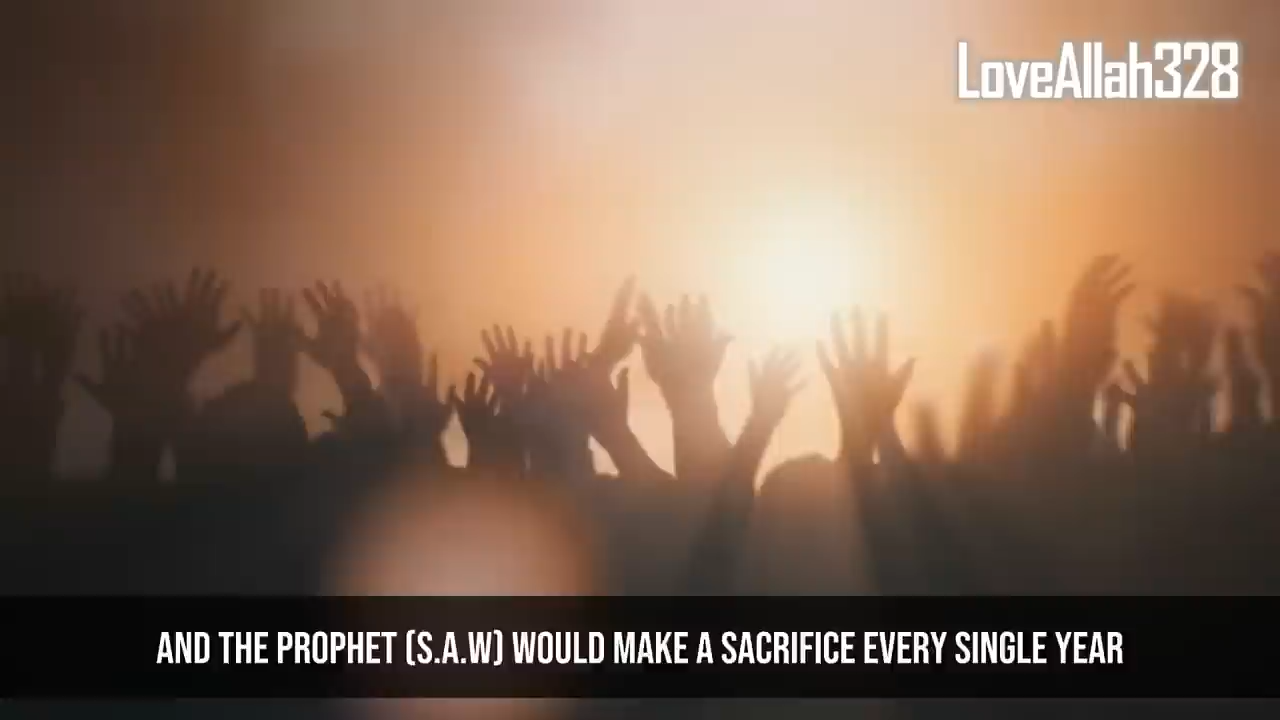 LoveAllah328
AND THE PROPHET (S.A.W) WOULD MAKE A SACRIFICE EVERY SINGLE YEAR